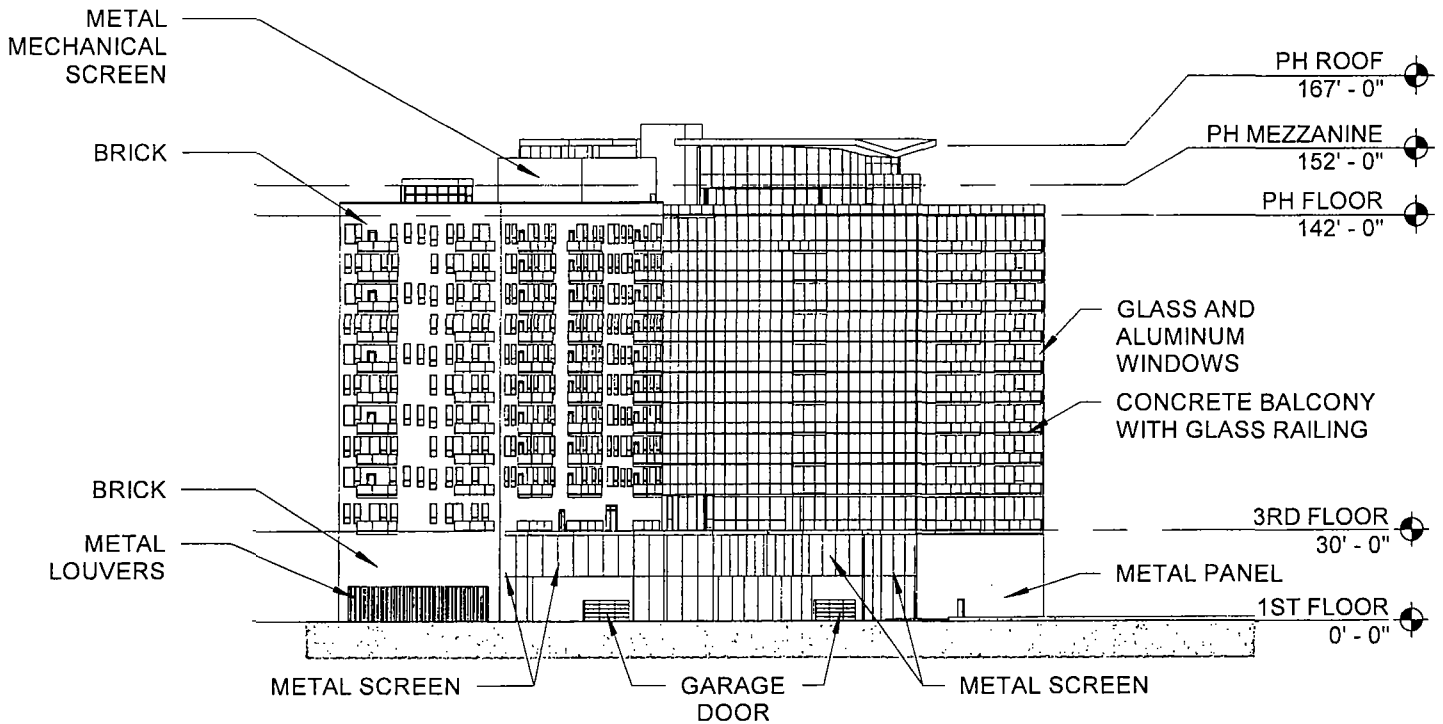 METAL
MECHANICAL
SCREEN
BRICK
BRICK
METAL
LOUVERS
PH ROOF
167' - 0"
PH MEZZANINE
152' - 0"
PH FLOOR
142' - 0"
GLASS AND
ALUMINUM
WINDOWS
CONCRETE BALCONY
WITH GLASS RAILING
3RD FLOOR
30' - 0"
METAL PANEL
1ST FLOOR
0' - 0"
METAL SCREEN
GARAGE
DOOR
METAL SCREEN